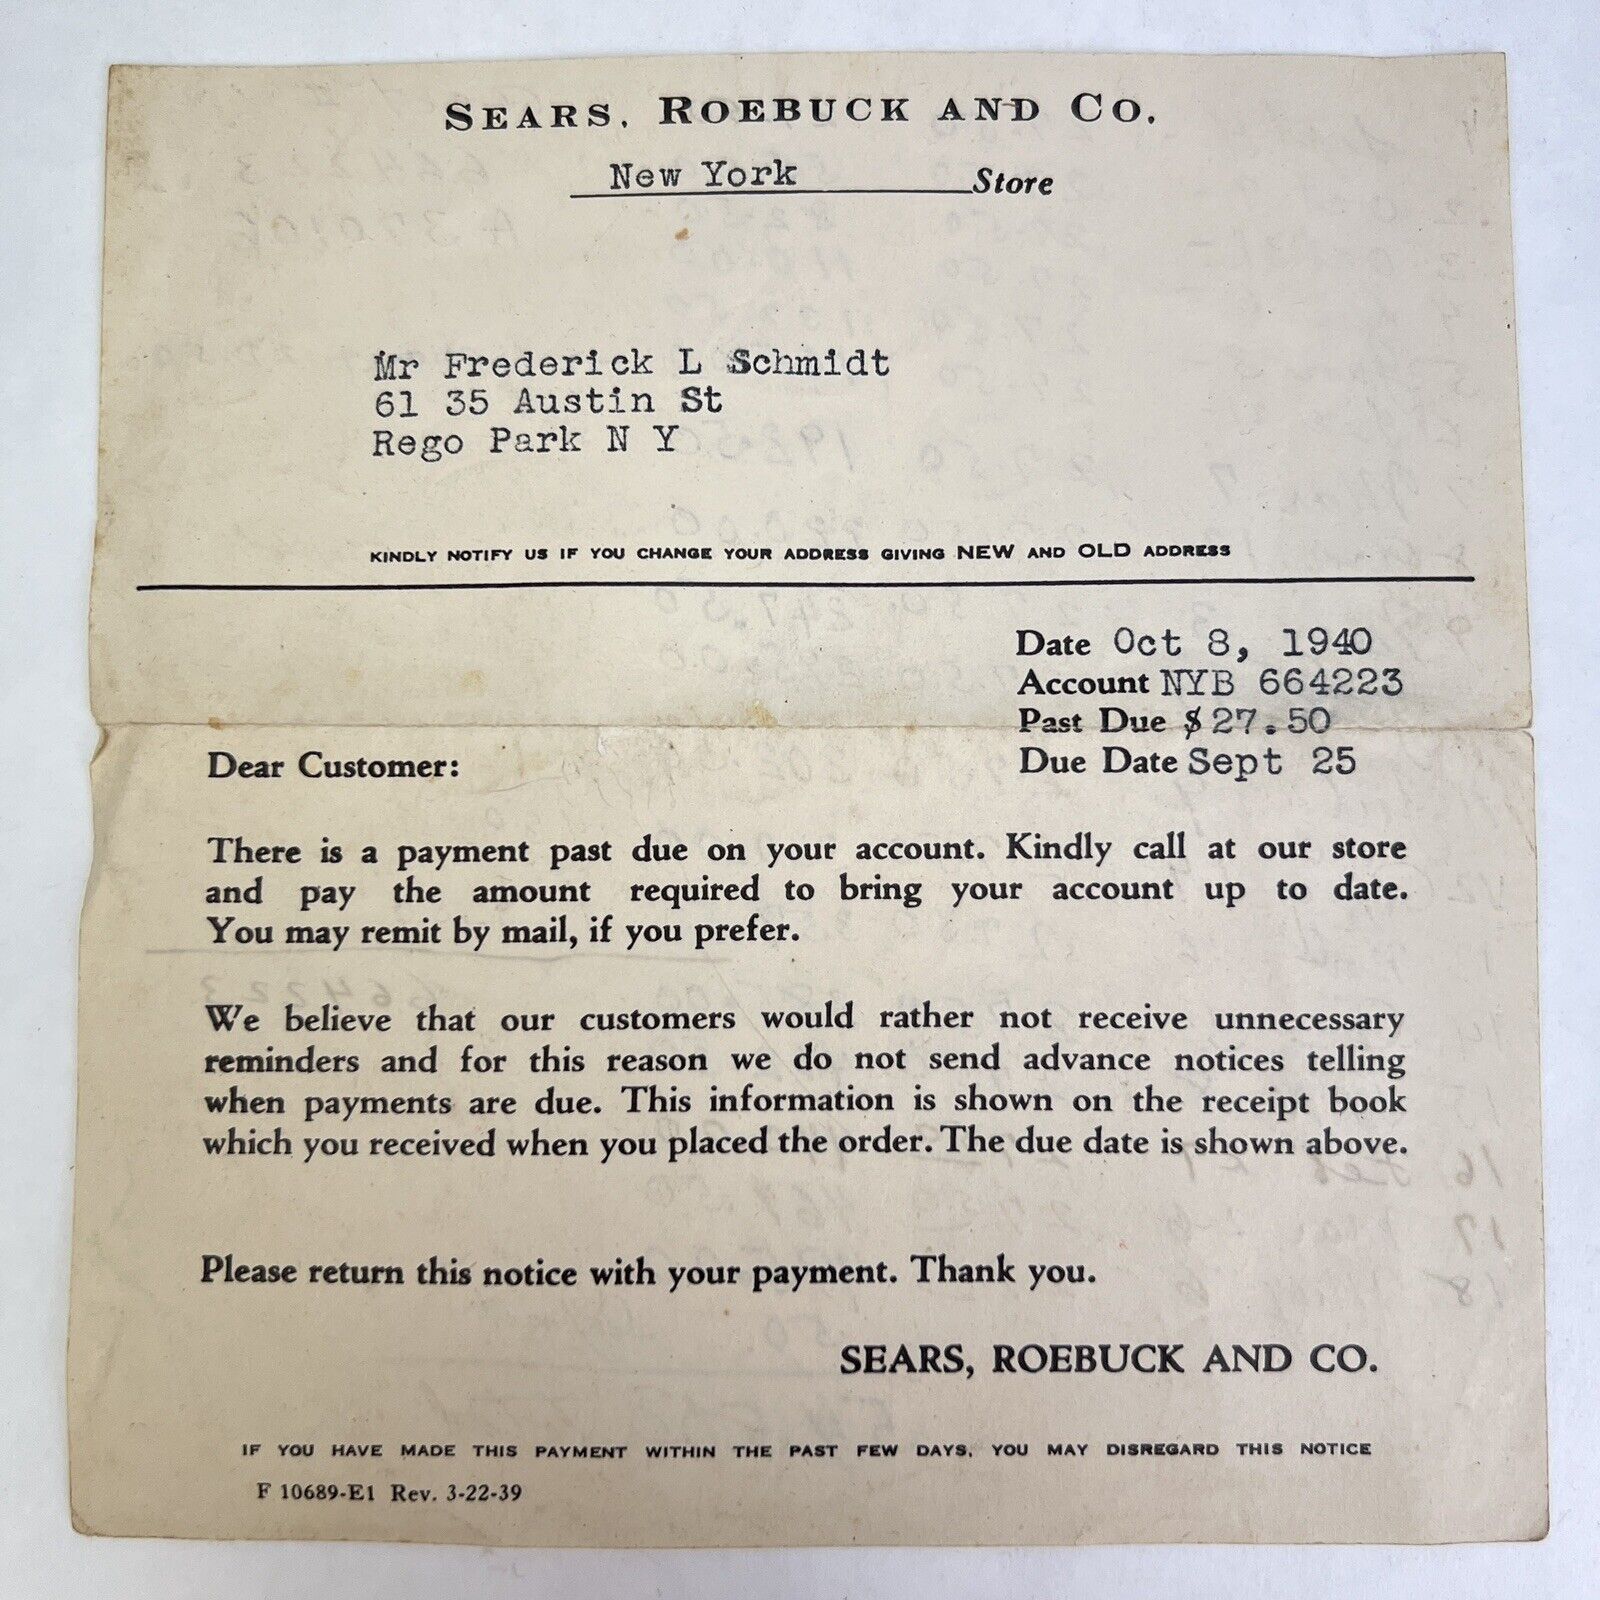 SEARS, ROEBUCK AND CO.
New York Store
Mr Frederick L Schmidt
61 35 Austin St
Rego Park N Y
KINDLY NOTIFY US IF YOU CHANGE YOUR ADDRESS GIVING NEW AND OLD ADDRESS
Date Oct 8, 1940
Account NYB 664223
Past Due $27.50
Due Date Sept 25
Dear Customer:
There is a payment past due on your account. Kindly call at our store
and pay the amount required to bring your account up to date.
You may remit by mail, if you prefer.
We believe that our customers would rather not receive unnecessary
reminders and for this reason we do not send advance notices telling
when payments are due. This information is shown on the receipt book
which you received when you placed the order. The due date is shown above.
Please return this notice with your payment. Thank you.
SEARS, ROEBUCK AND CO.
IF YOU HAVE MADE THIS PAYMENT WITHIN THE PAST FEW DAYS, YOU MAY DISREGARD THIS NOTICE
F 10689-E1 Rev. 3-22-39